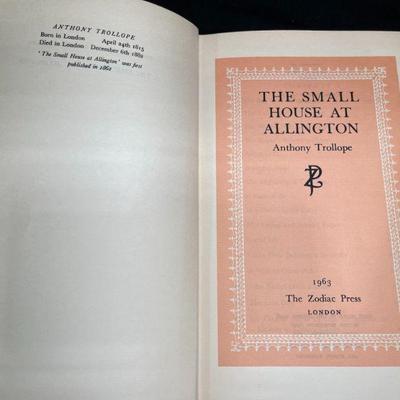 ANTHONY TROLLOPE
Born in London April 24th 1815
Died in London December 6th 1882
'The Small House at Allington' was first
published in 1862
THE SMALL
HOUSE AT
ALLINGTON
Anthony Trollope
1963
The Zodiac Press
LONDON